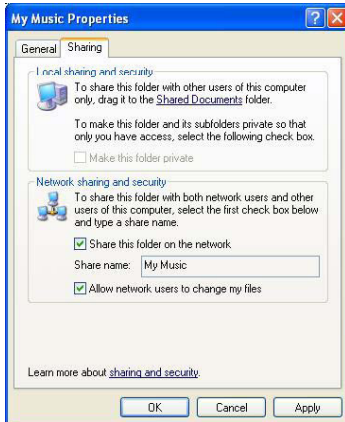 My Music Properties
General Sharing
Local sharing and security
To share this folder with other users of this computer
only, drag it to the Shared Documents folder.
To make this folder and its subfolders private so that
only you have access, select the following check box.
Make this folder private
Network sharing and security
To share this folder with both network users and other
users of this computer, select the first check box below
and type a share name.
Share this folder on the network
Share name: My Music
Allow network users to change my files
Learn more about sharing and security.
OK Cancel Apply